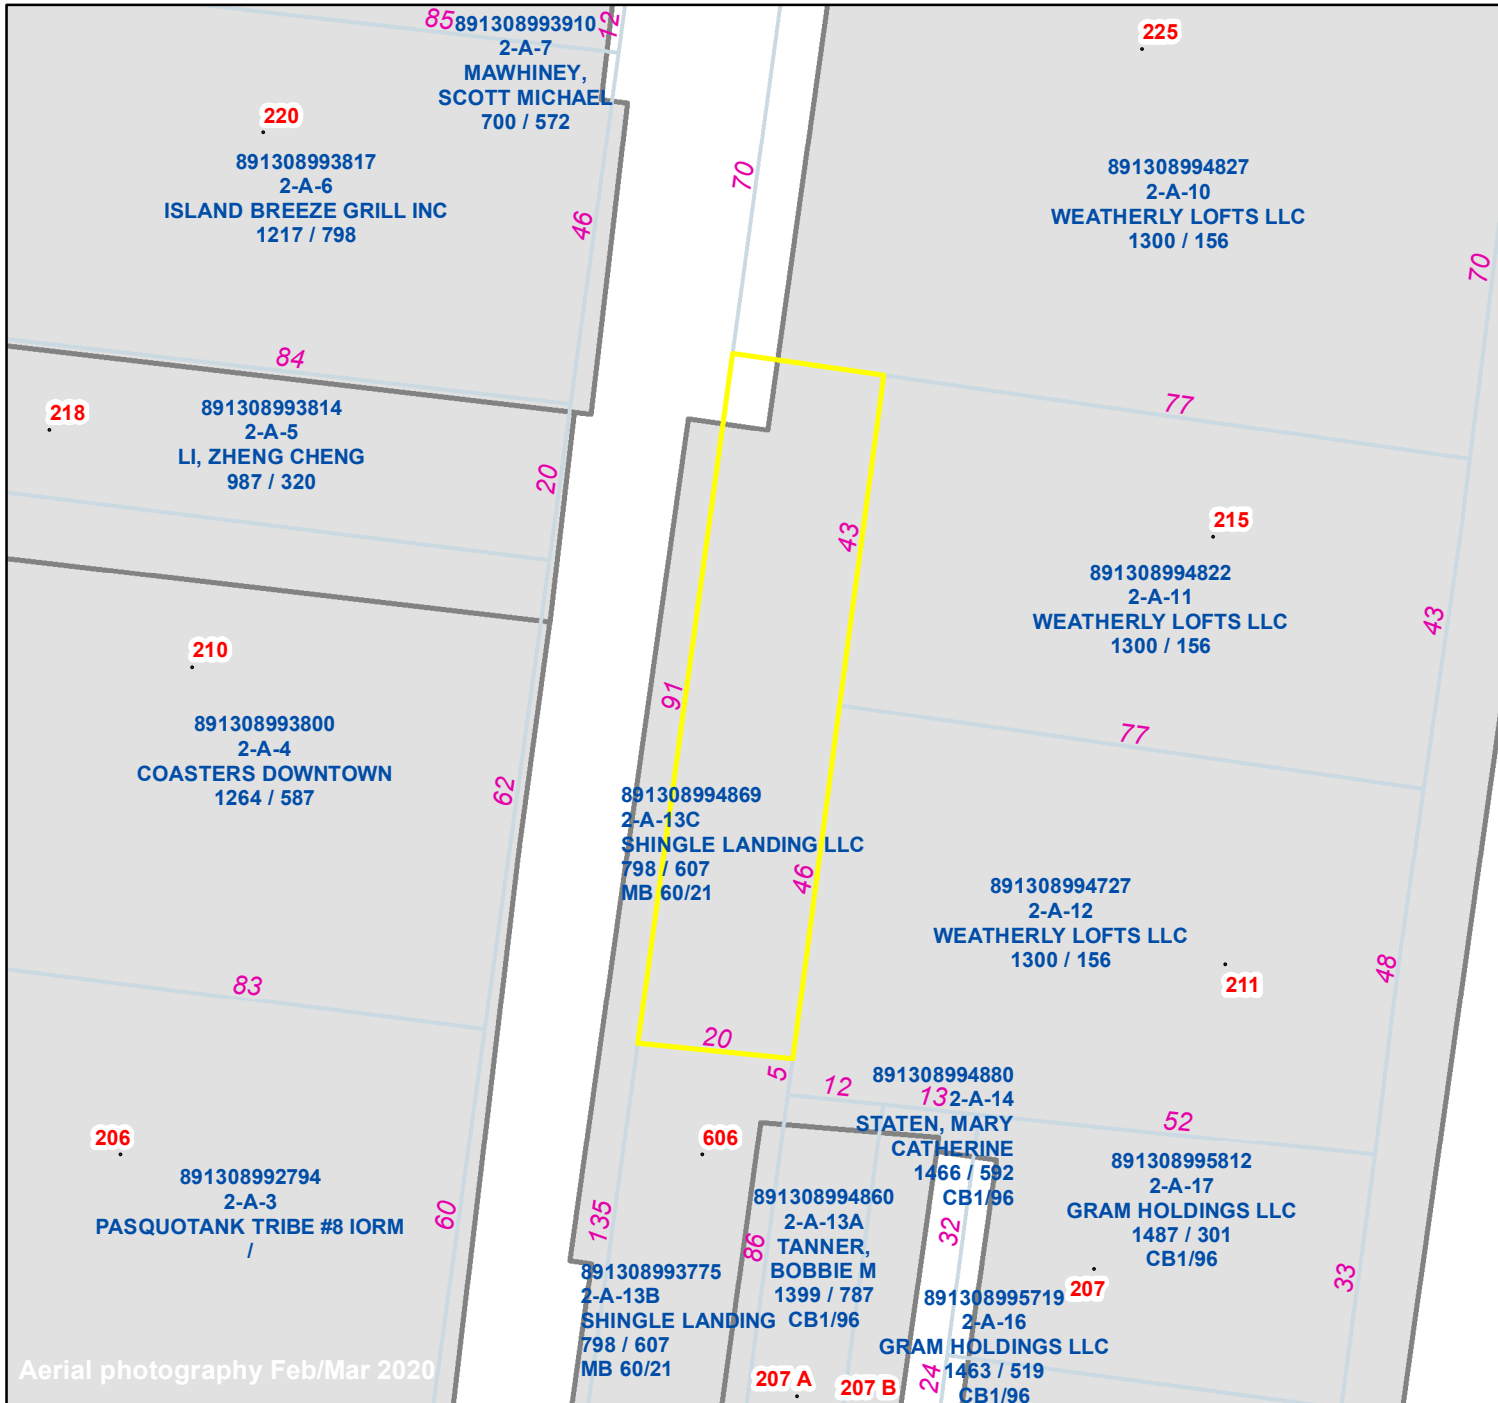 85
891308993910
2-A-7
MAWHINEY,
SCOTT MICHAEL
700 / 572
12
225
220
891308993817
2-A-6
ISLAND BREEZE GRILL INC
1217 / 798
46
70
891308994827
2-A-10
WEATHERLY LOFTS LLC
1300 / 156
70
84
218
891308993814
2-A-5
LI, ZHENG CHENG
987 / 320
20
77
43
215
891308994822
2-A-11
WEATHERLY LOFTS LLC
1300 / 156
43
210
891308993800
2-A-4
COASTERS DOWNTOWN
1264 / 587
62
91
77
891308994869
2-A-13C
SHINGLE LANDING LLC
798 / 607
MB 60/21
46
891308994727
2-A-12
WEATHERLY LOFTS LLC
1300 / 156
211
48
83
20
5
12
13
891308994880
2-A-14
STATEN, MARY
CATHERINE
1466 / 592
CB1/96
52
206
891308992794
2-A-3
PASQUOTANK TRIBE #8 IORM
/
60
606
135
86
891308994860
2-A-13A
TANNER,
BOBBIE M
1399 / 787
CB1/96
32
891308995812
2-A-17
GRAM HOLDINGS LLC
1487 / 301
CB1/96
207
33
891308993775
2-A-13B
SHINGLE LANDING
798 / 607
MB 60/21
891308995719
2-A-16
GRAM HOLDINGS LLC
1463 / 519
CB1/96
24
207 A
207 B
Aerial photography Feb/Mar 2020